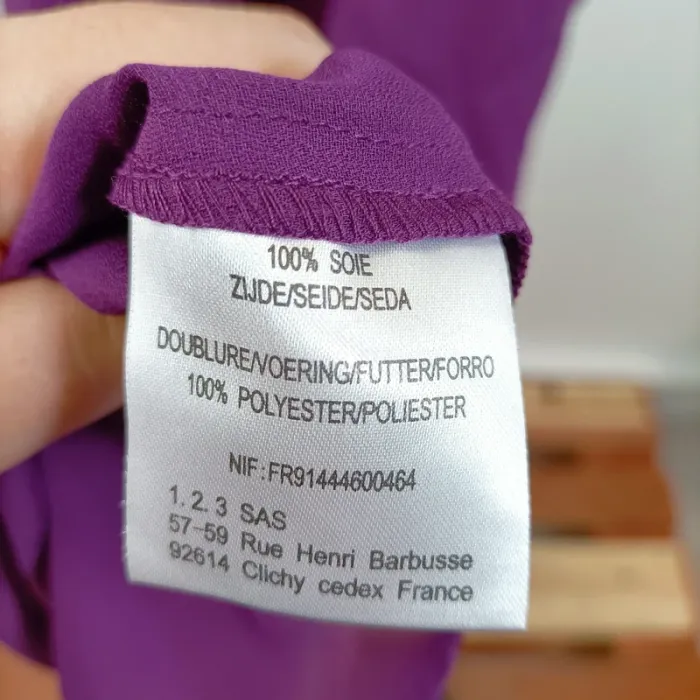 100% SOIE
ZIJDE/SEIDE/SEDA
DOUBLURE/VOERING/FUTTER/FORRO
100% POLYESTER/POLIESTER
NIF:FR91444600464
1.2.3 SAS
57-59 Rue Henri Barbusse
92614 Clichy cedex France